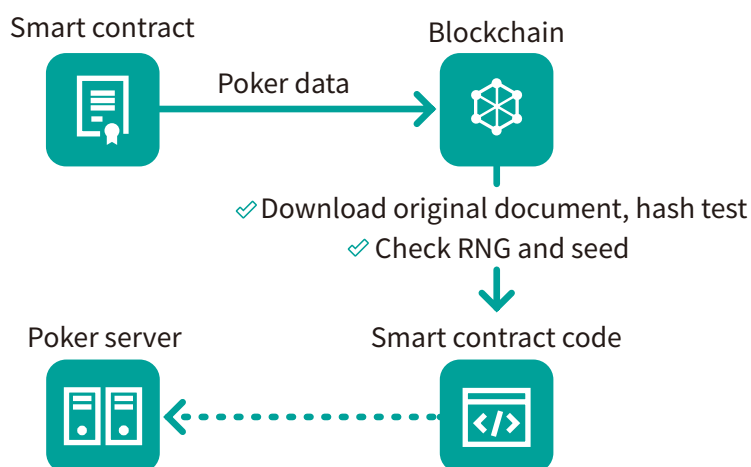 Smart contract
Blockchain
Poker data
Download original document, hash test
Check RNG and seed
Poker server
Smart contract code
</>